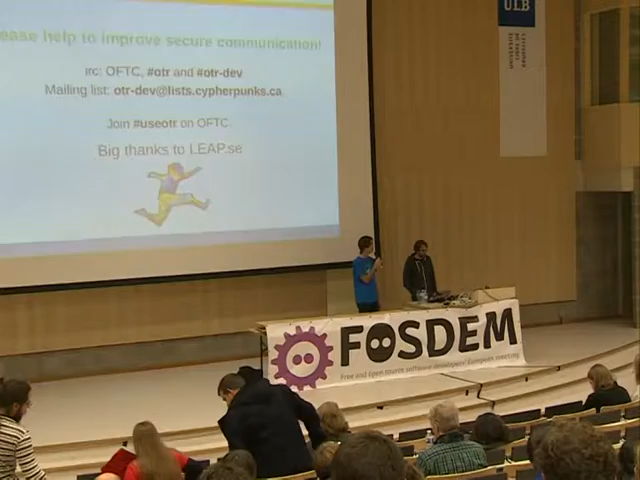 ease help to improve secure communication!
irc: OFTC, #otr and #otr-dev
Mailing list: otr-dev@lists.cypherpunks.ca
Join #useotr on OFTC
Big thanks to LEAP.se
ULB
FOSDEM
Free and open source software developers' European meeting